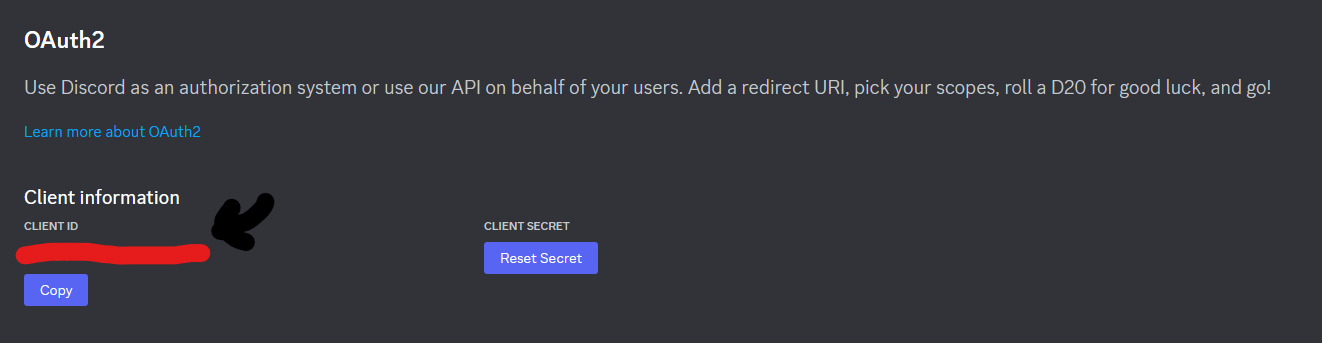 OAuth2
Use Discord as an authorization system or use our API on behalf of your users. Add a redirect URI, pick your scopes, roll a D20 for good luck, and go!
Learn more about OAuth2
Client information
CLIENT ID
CLIENT SECRET
Reset Secret
Copy